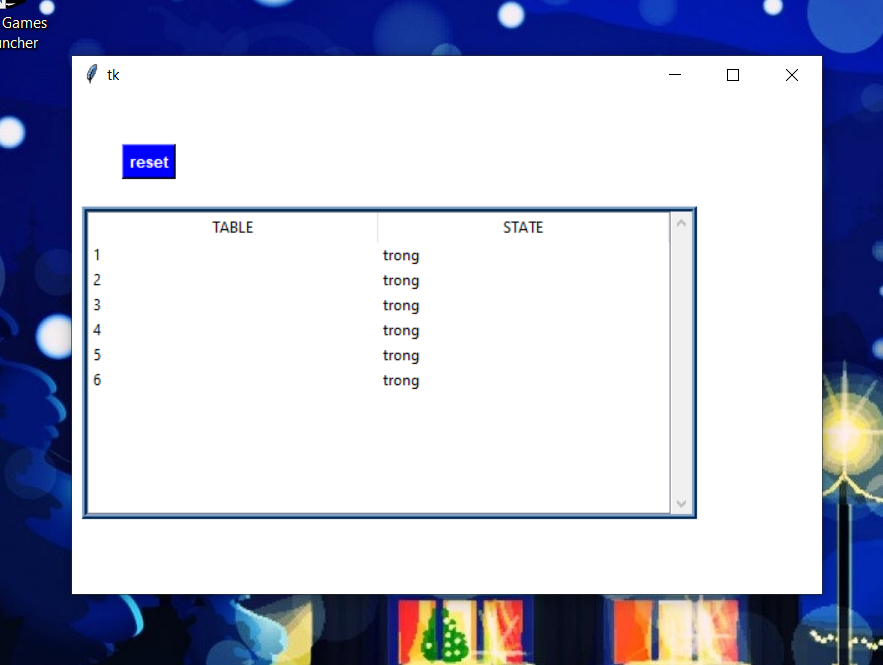 Games
uncher
tk
reset
TABLE STATE
1 trong
2 trong
3 trong
4 trong
5 trong
6 trong